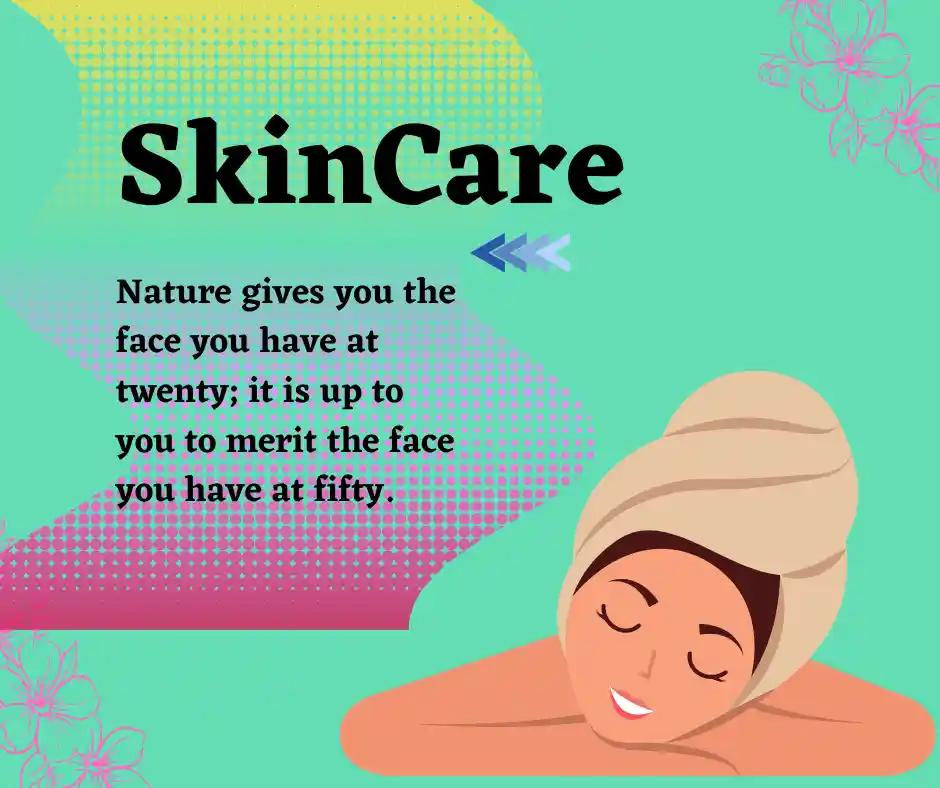 SkinCare
Nature gives you the
face you have at
twenty; it is up to
you to merit the face
you have at fifty.